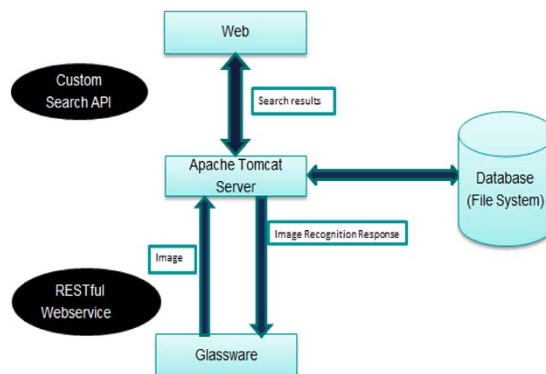 Web
Custom
Search API
Search results
Apache Tomcat
Server
Database
(File System)
Image Recognition Response
Image
RESTful
Webservice
Glassware